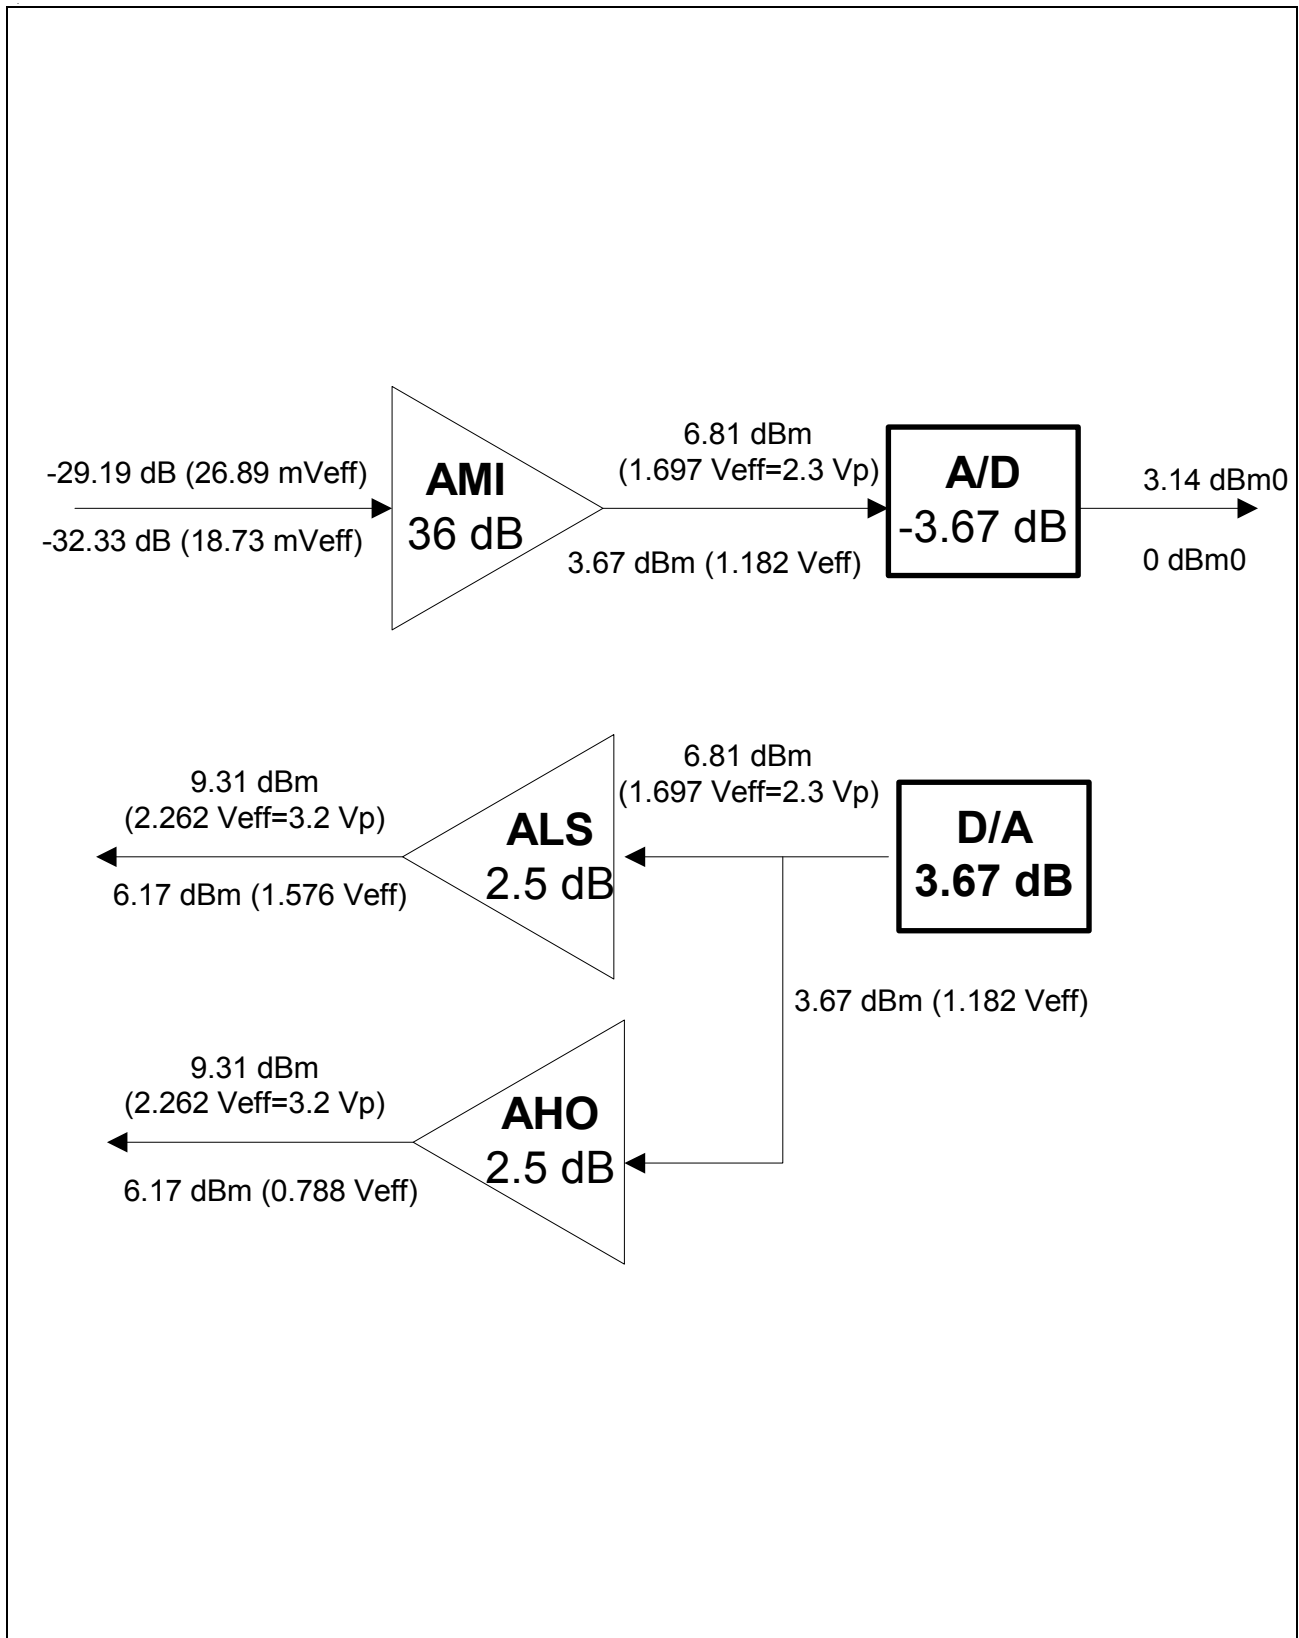 -29.19 dB (26.89 mVeff)
-32.33 dB (18.73 mVeff)
AMI
36 dB
6.81 dBm
(1.697 Veff=2.3 Vp)
3.67 dBm (1.182 Veff)
A/D
-3.67 dB
3.14 dBm0
0 dBm0
9.31 dBm
(2.262 Veff=3.2 Vp)
6.17 dBm (1.576 Veff)
ALS
2.5 dB
6.81 dBm
(1.697 Veff=2.3 Vp)
D/A
3.67 dB
3.67 dBm (1.182 Veff)
9.31 dBm
(2.262 Veff=3.2 Vp)
6.17 dBm (0.788 Veff)
AHO
2.5 dB